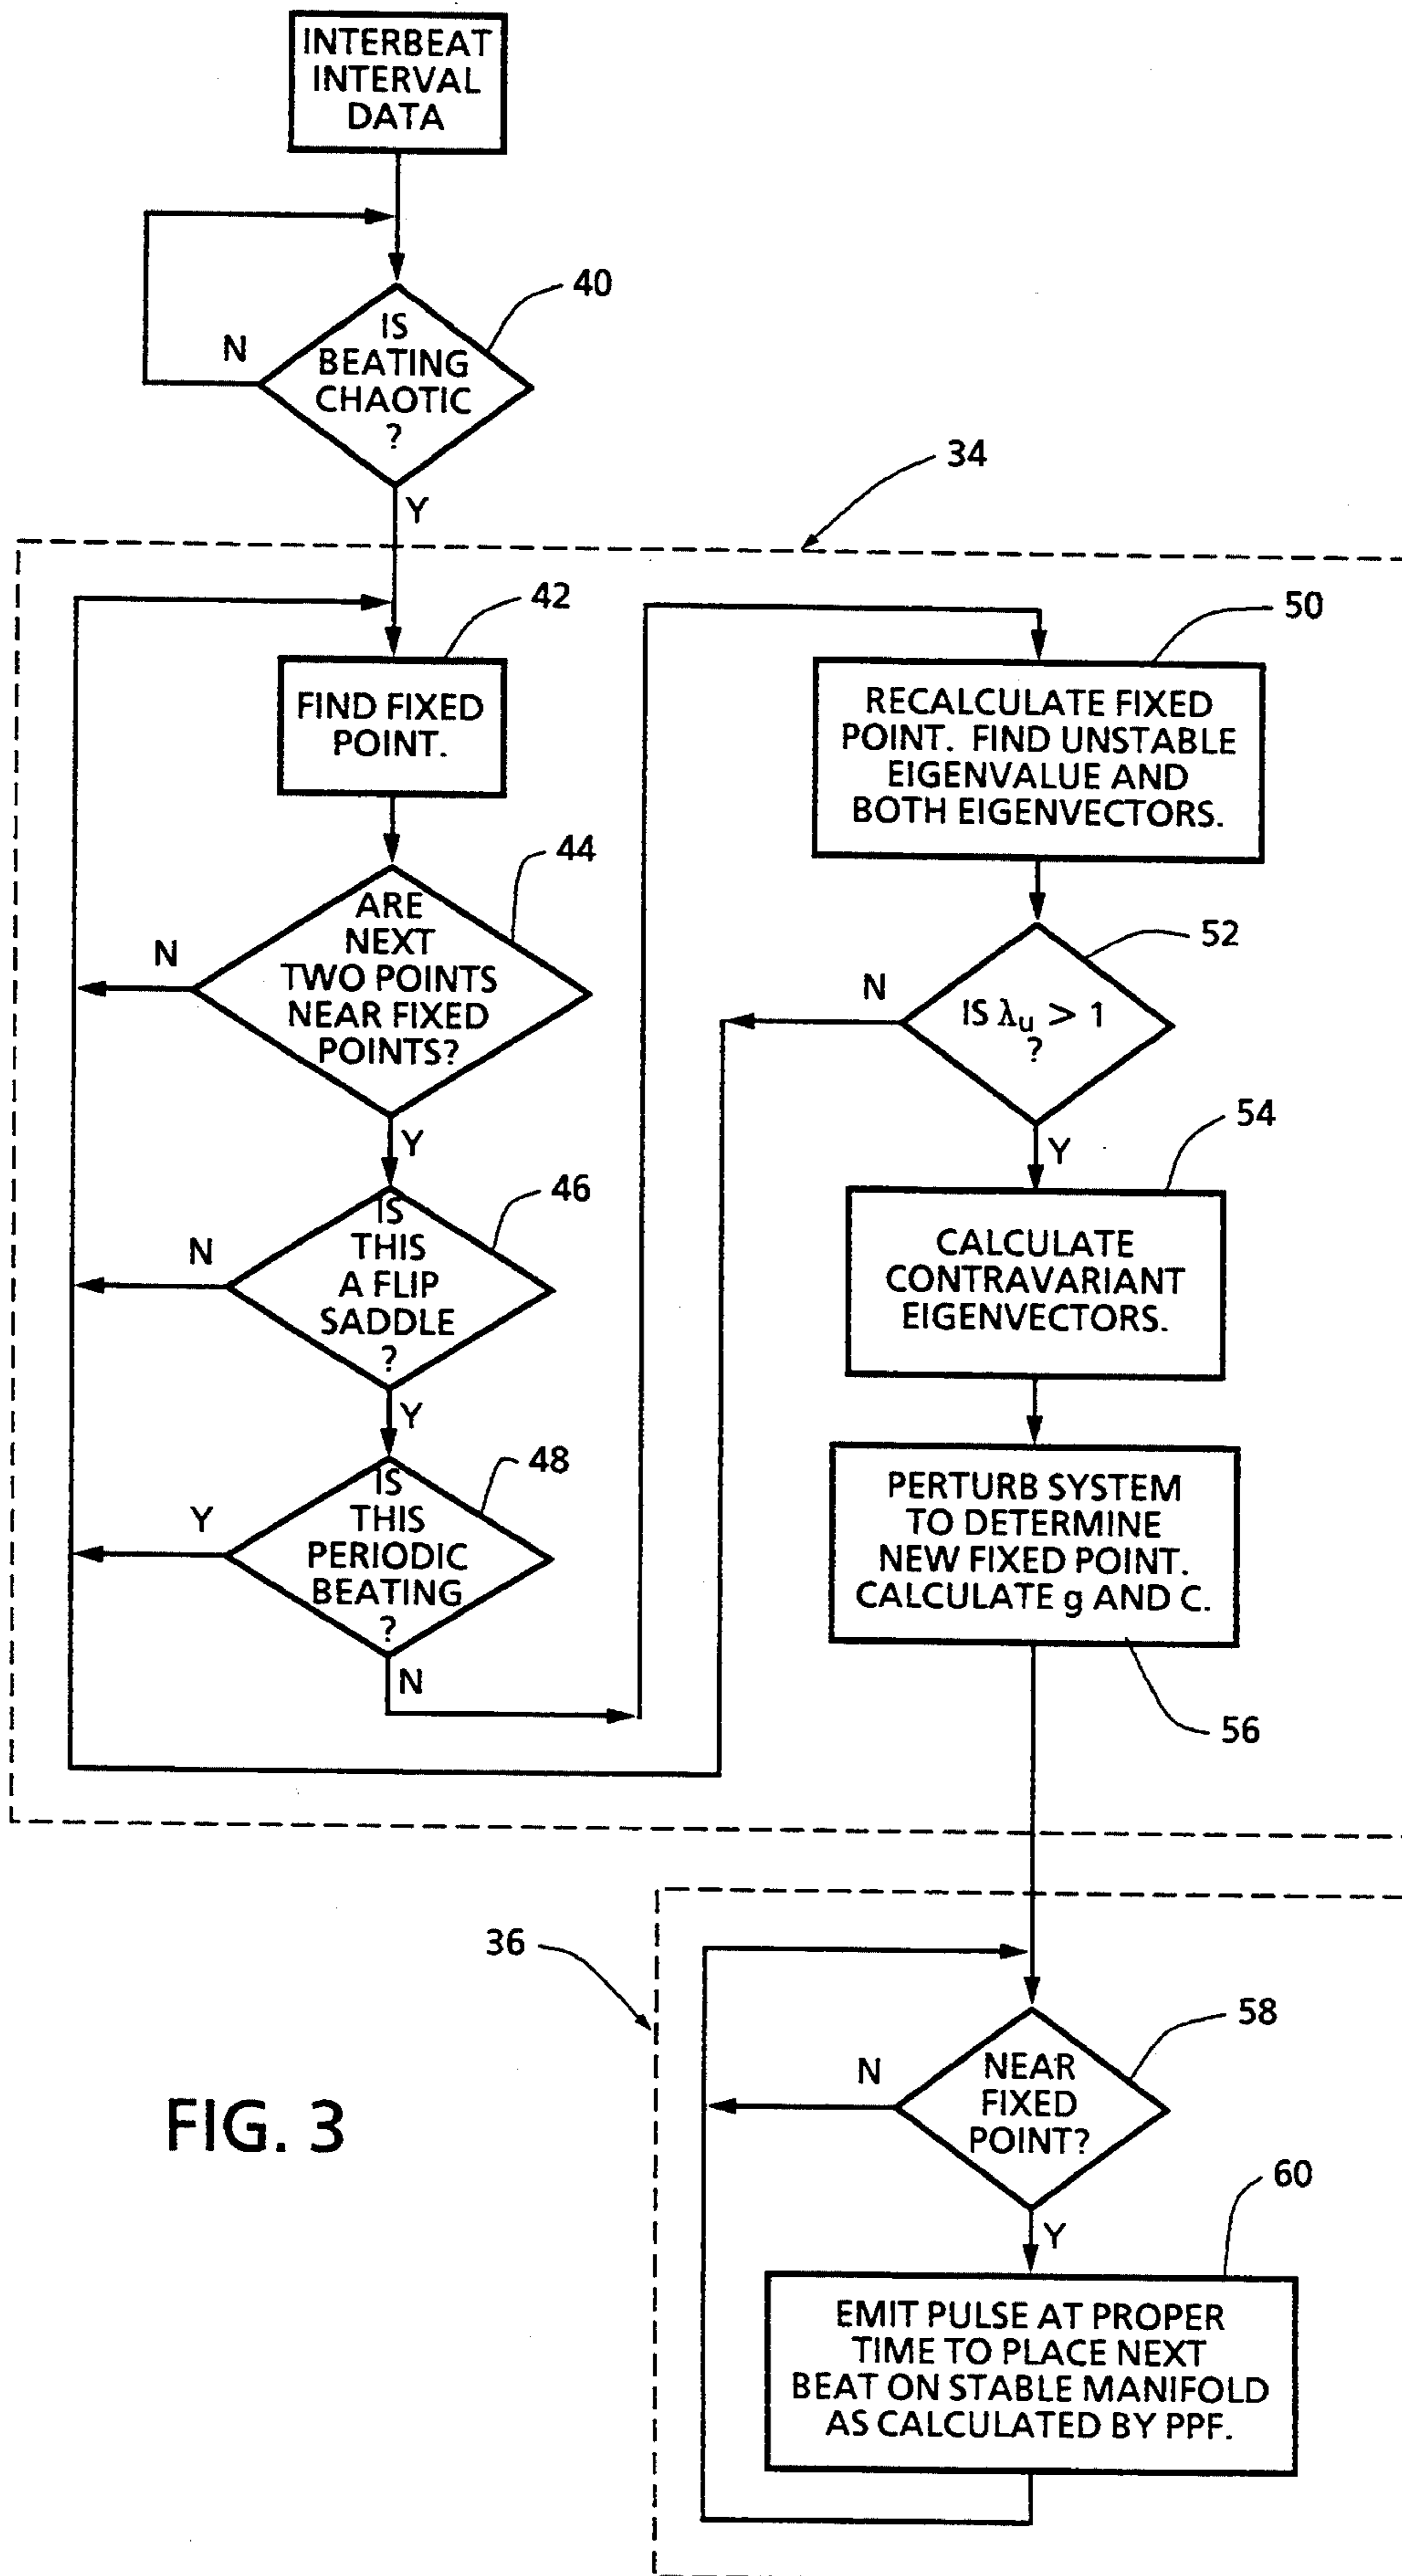 INTERBEAT
INTERVAL
DATA
40
IS
BEATING
CHAOTIC
?
N
Y
34
42
FIND FIXED
POINT.
44
ARE
NEXT
TWO POINTS
NEAR FIXED
POINTS?
N
Y
46
IS
THIS
A FLIP
SADDLE
?
N
Y
48
IS
THIS
PERIODIC
BEATING
?
Y
N
50
RECALCULATE FIXED
POINT. FIND UNSTABLE
EIGENVALUE AND
BOTH EIGENVECTORS.
52
IS λu > 1
?
N
Y
54
CALCULATE
CONTRAVARIANT
EIGENVECTORS.
PERTURB SYSTEM
TO DETERMINE
NEW FIXED POINT.
CALCULATE g AND C.
56
36
58
NEAR
FIXED
POINT?
N
Y
60
EMIT PULSE AT PROPER
TIME TO PLACE NEXT
BEAT ON STABLE MANIFOLD
AS CALCULATED BY PPF.
FIG. 3